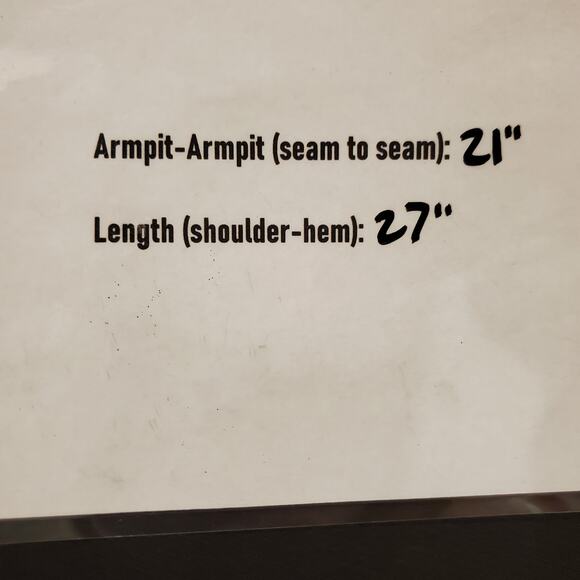 Armpit-Armpit (seam to seam): 21"
Length (shoulder-hem): 27"